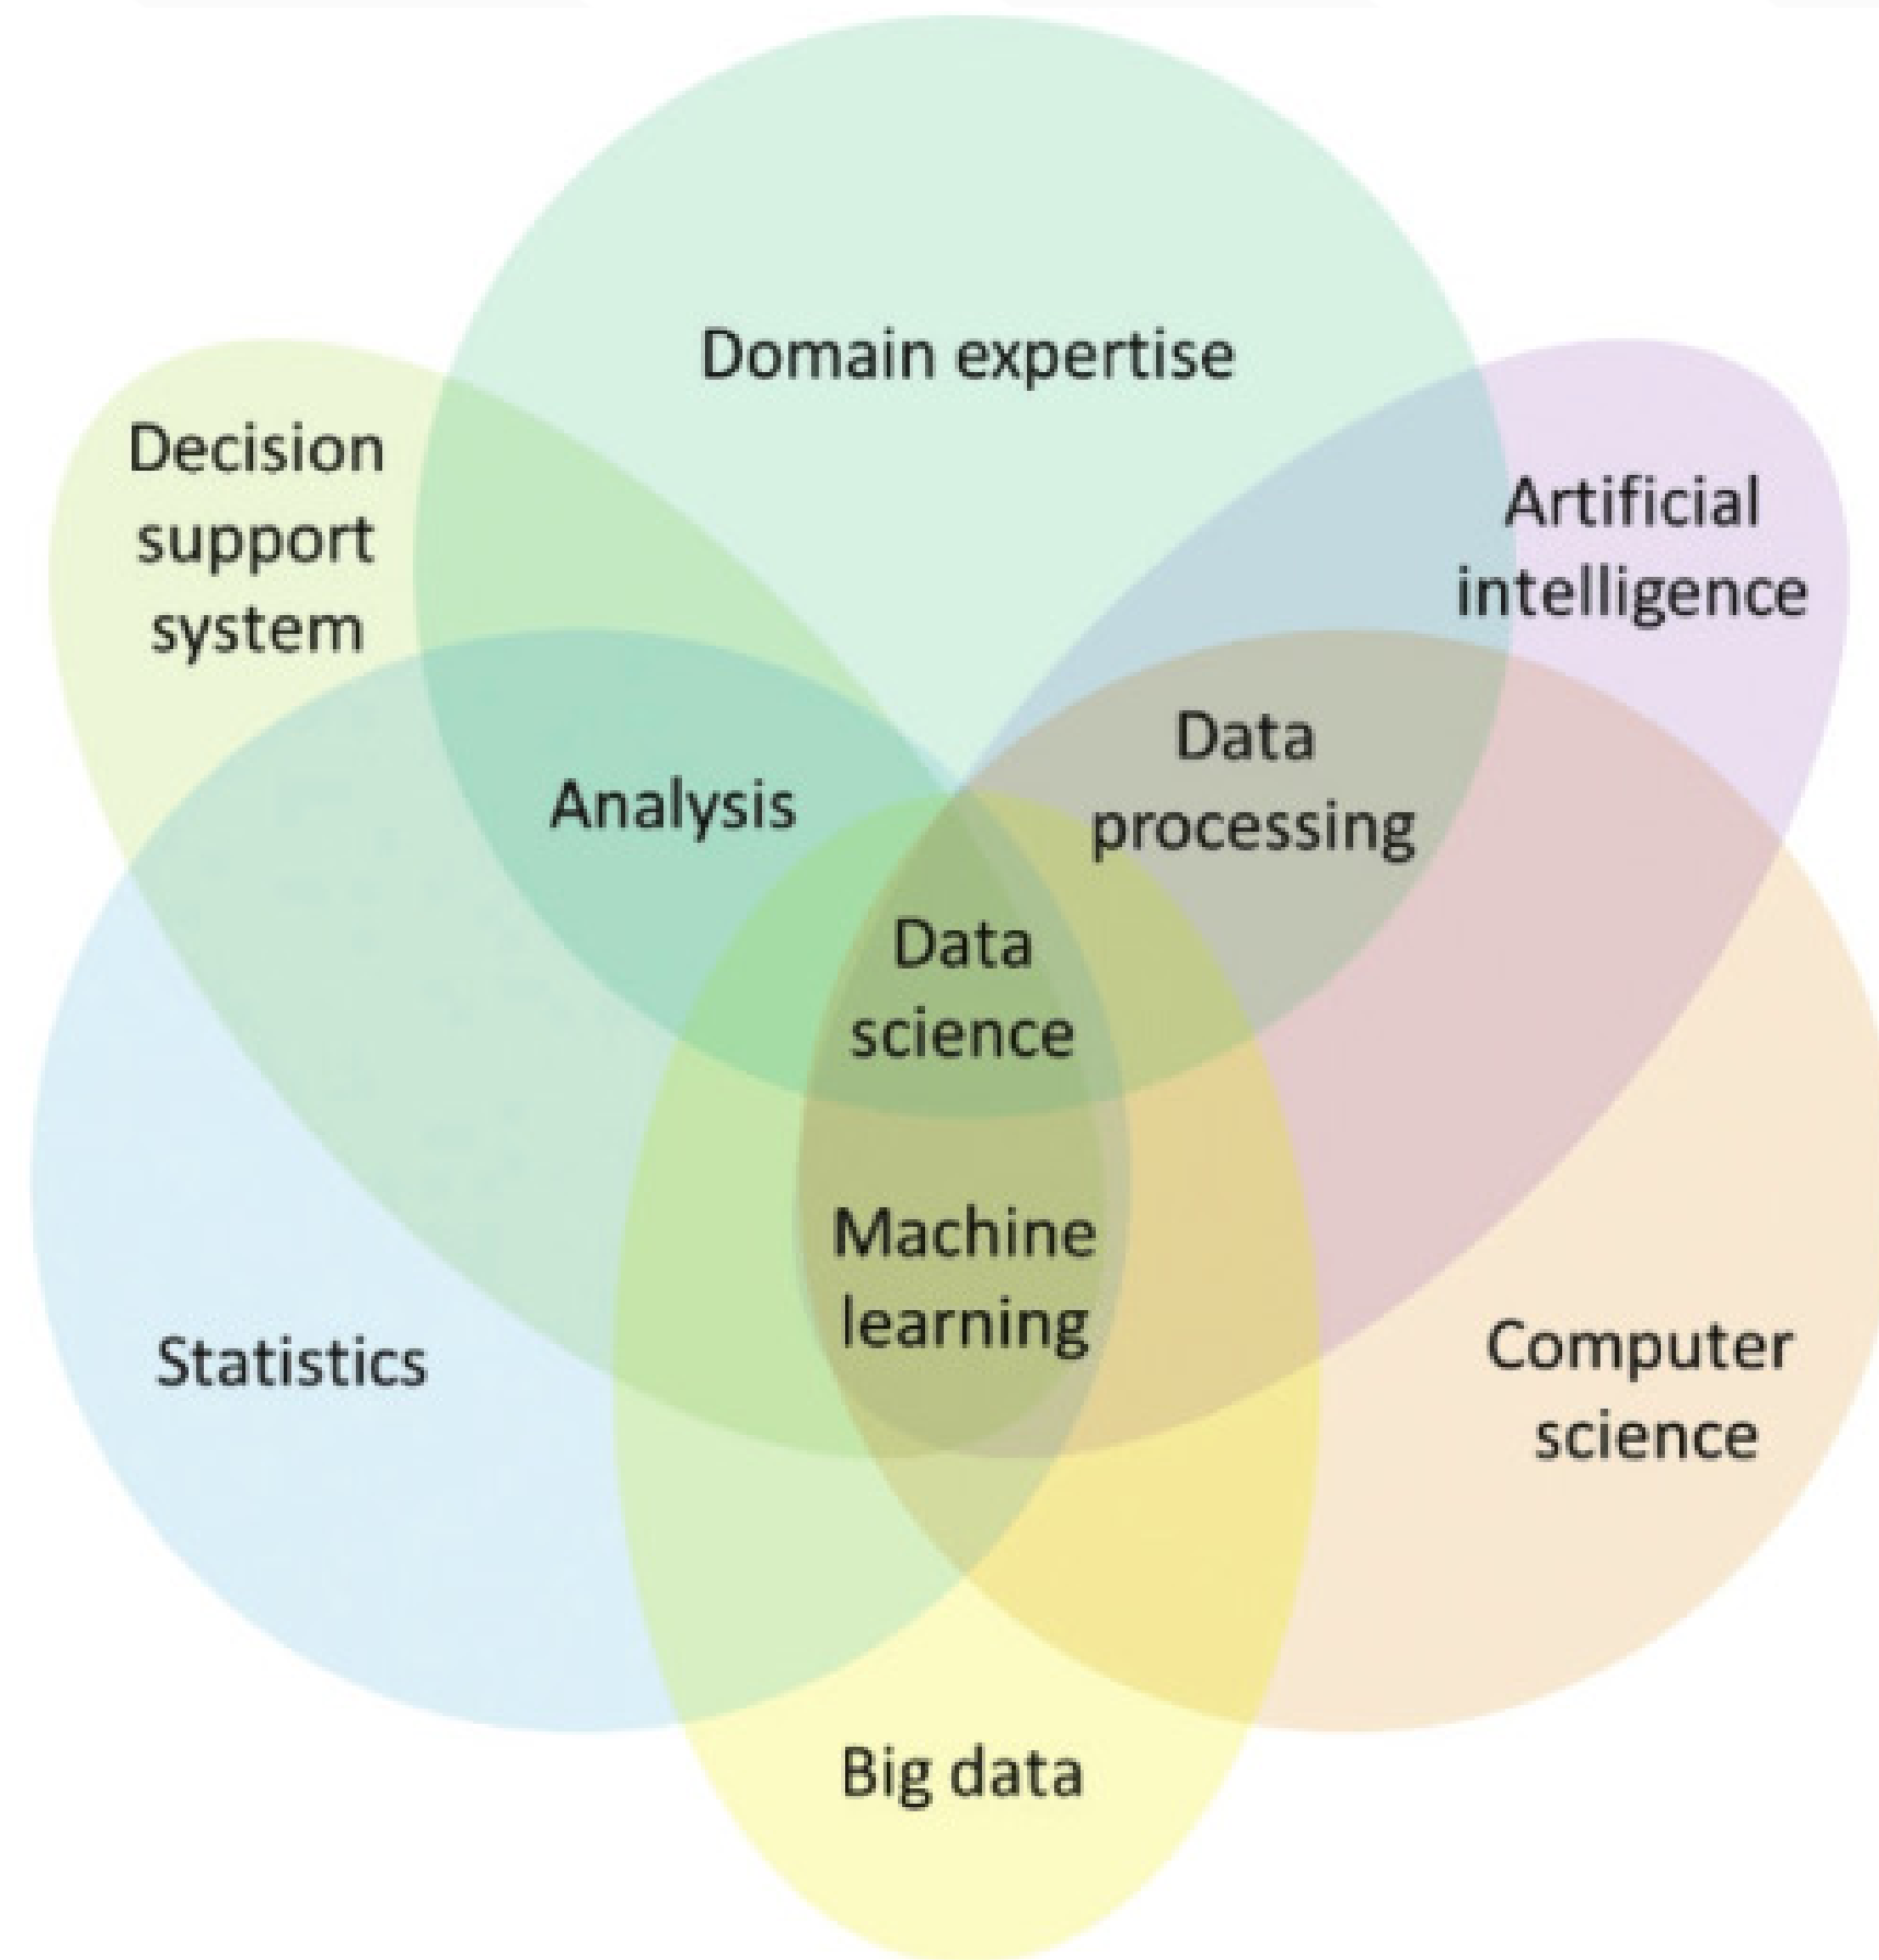 Domain expertise
Decision
support
system
Artificial
intelligence
Analysis
Data
processing
Data
science
Machine
learning
Statistics
Computer
science
Big data